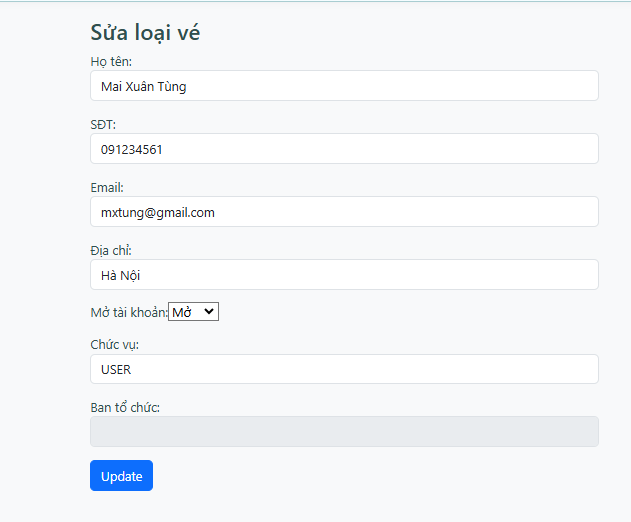 Sửa loại vé
Họ tên:
Mai Xuân Tùng
SĐT:
091234561
Email:
mxtung@gmail.com
Địa chỉ:
Hà Nội
Mở tài khoản: Mở
Chức vụ:
USER
Ban tổ chức:
Update